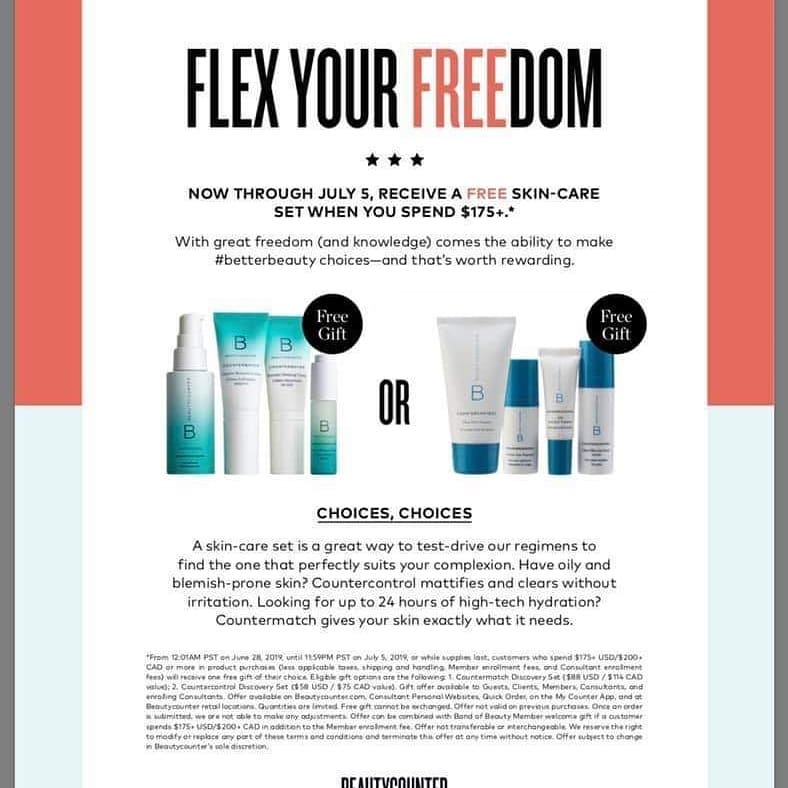 FLEX YOUR FREEDOM
NOW THROUGH JULY 5, RECEIVE A FREE SKIN-CARE
SET WHEN YOU SPEND $175+.*
With great freedom (and knowledge) comes the ability to make
#betterbeauty choices—and that's worth rewarding.
Free
Gift
Free
Gift
B
BEAUTYCOUNTER
B
COUNTERMATCH
B
COUNTERMATCH
B
OR
B
COUNTERCONTROL
B
B
B
CHOICES, CHOICES
A skin-care set is a great way to test-drive our regimens to
find the one that perfectly suits your complexion. Have oily and
blemish-prone skin? Countercontrol mattifies and clears without
irritation. Looking for up to 24 hours of high-tech hydration?
Countermatch gives your skin exactly what it needs.
*From 12:01AM PST on June 28, 2019, until 11:59PM PST on July 5, 2019, or while supplies last, customers who spend $175+ USD/$200+
CAD or more in product purchases (less applicable taxes, shipping and handling, Member enrollment fees, and Consultant enrollment
fees) will receive one free gift of their choice. Eligible gift options are the following: 1. Countermatch Discovery Set ($88 USD / $114 CAD
value); 2. Countercontrol Discovery Set ($58 USD / $75 CAD value). Gift offer available to Guests, Clients, Members, Consultants, and
enrolling Consultants. Offer available on Beautycounter.com, Consultant Personal Websites, Quick Order, on the My Counter App, and at
Beautycounter retail locations. Quantities are limited. Free gift cannot be exchanged. Offer not valid on previous purchases. Once an order
is submitted, we are not able to make any adjustments. Offer can be combined with Band of Beauty Member welcome gift if a customer
spends $175+ USD/$200+ CAD in addition to the Member enrollment fee. Offer not transferable or interchangeable. We reserve the right
to modify or replace any part of these terms and conditions and terminate this offer at any time without notice. Offer subject to change
in Beautycounter's sole discretion.
BEAUTYCOUNTER